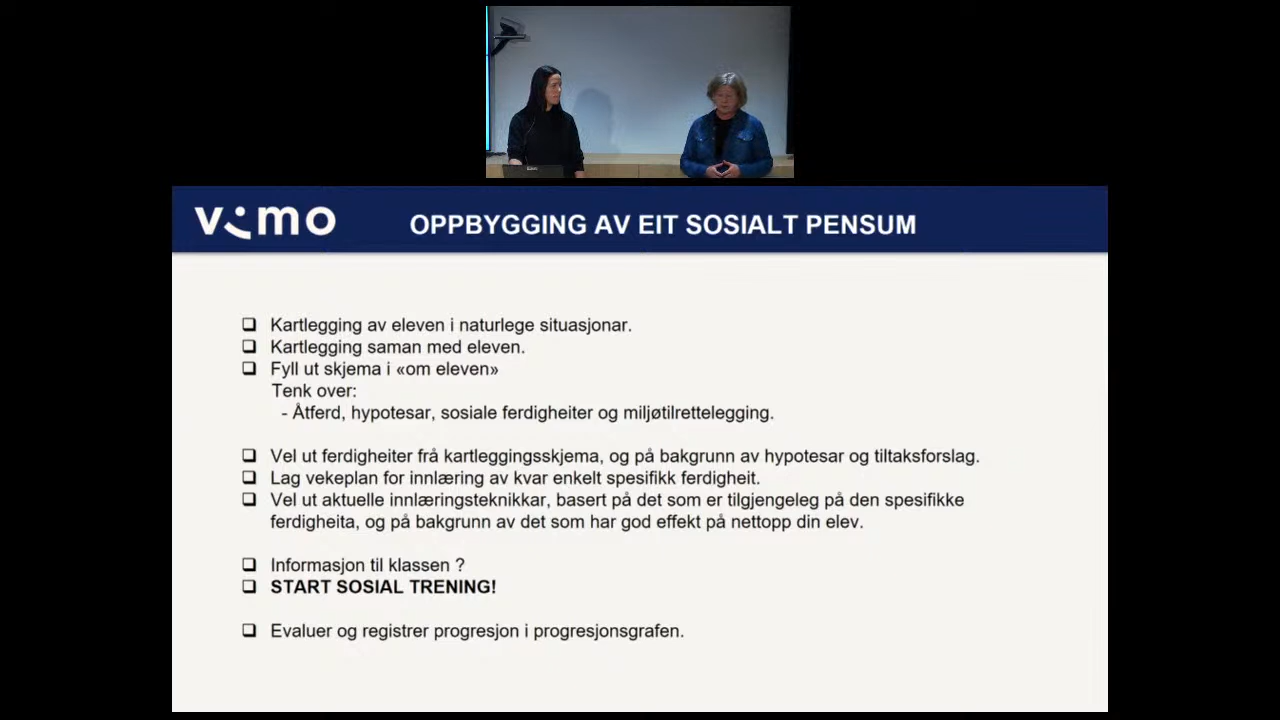 vimo
OPPBYGGING AV EIT SOSIALT PENSUM
Kartlegging av eleven i naturlege situasjonar.
Kartlegging saman med eleven.
Fyll ut skjema i «om eleven»
Tenk over:
- Åtferd, hypotesar, sosiale ferdigheiter og miljøtilrettelegging.
Vel ut ferdigheiter frå kartleggingsskjema, og på bakgrunn av hypotesar og tiltaksforslag.
Lag vekeplan for innlæring av kvar enkelt spesifikk ferdigheit.
Vel ut aktuelle innlæringsteknikkar, basert på det som er tilgjengeleg på den spesifikke
ferdigheita, og på bakgrunn av det som har god effekt på nettopp din elev.
Informasjon til klassen ?
START SOSIAL TRENING!
Evaluer og registrer progresjon i progresjonsgrafen.